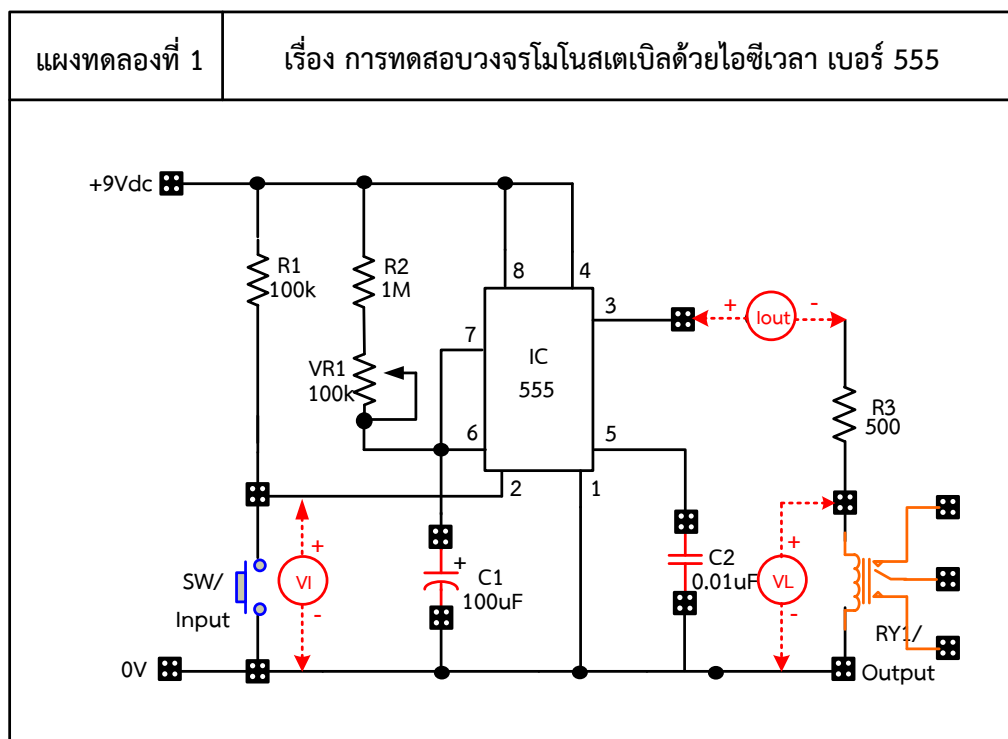 แผงทดลองที่ 1
เรื่อง การทดสอบวงจรโมโนสเตเบิลด้วยไอซีเวลา เบอร์ 555
+9Vdc
R1
100k
R2
1M
8
4
3
+
Iout
-
7
VR1
100k
IC
555
R3
500
6
5
2
1
SW/
Input
+
VI
-
+
C1
100uF
C2
0.01uF
+
VL
-
RY1/
Output
0V